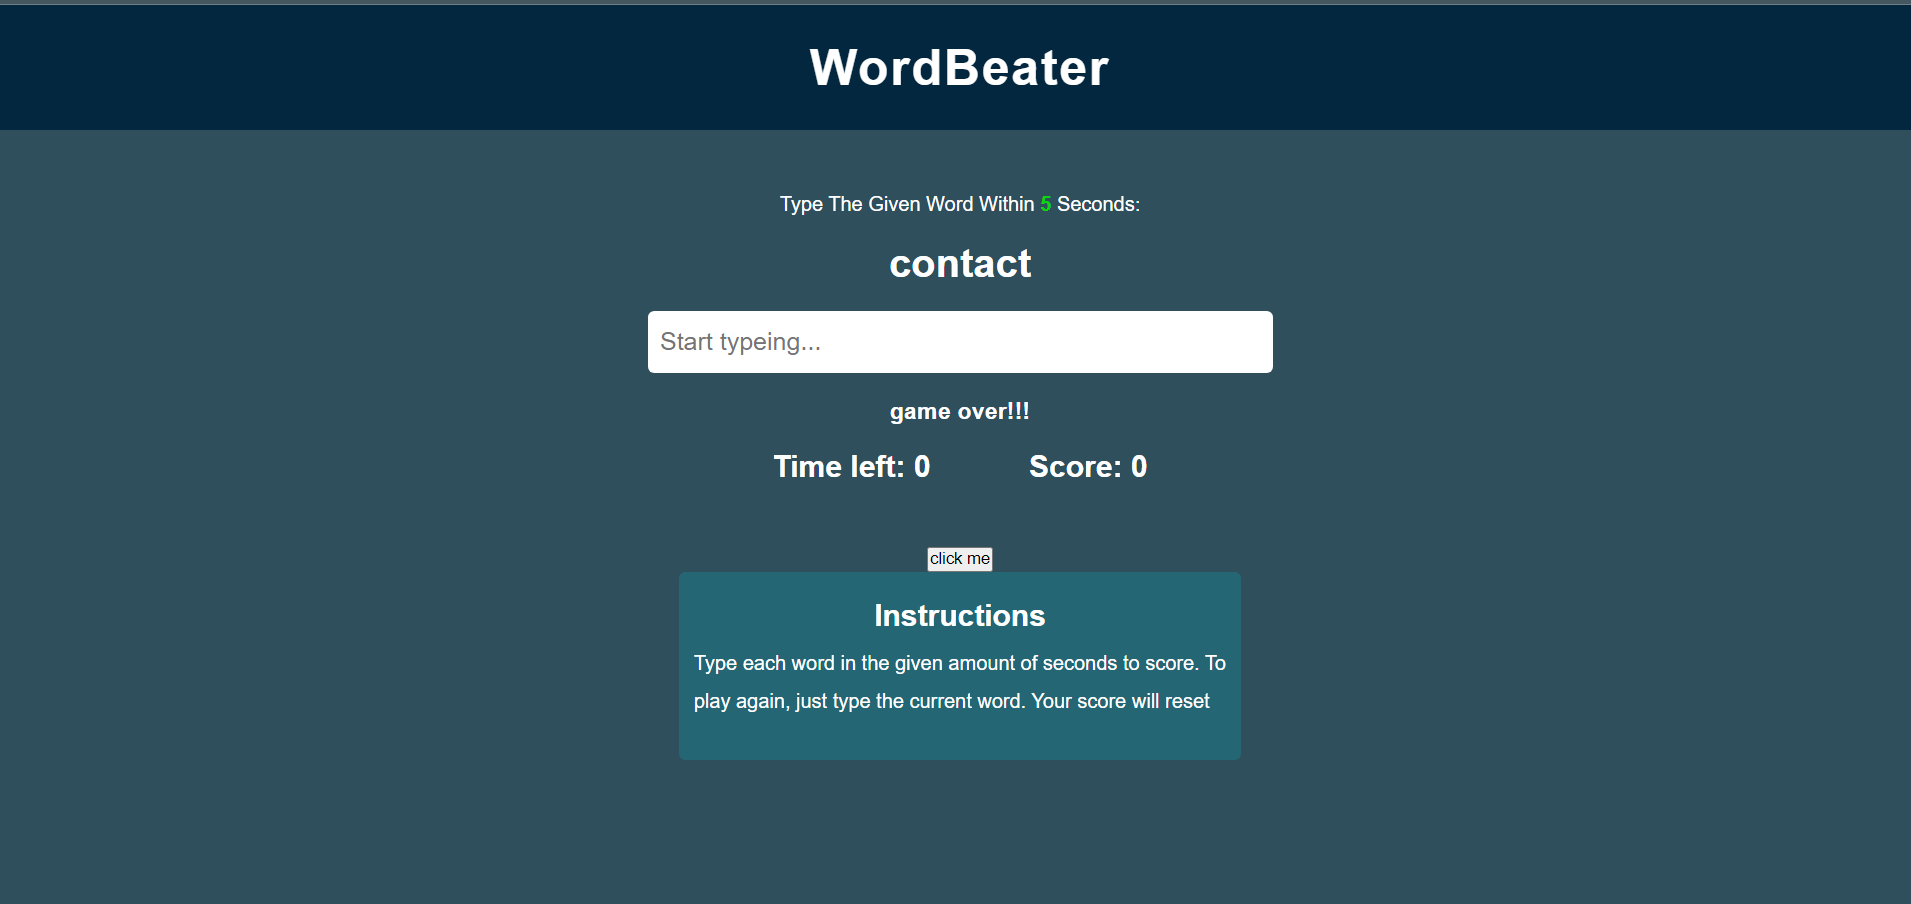 WordBeater
Type The Given Word Within 5 Seconds:
contact
Start typeing...
game over!!!
Time left: 0 Score: 0
click me
Instructions
Type each word in the given amount of seconds to score. To
play again, just type the current word. Your score will reset